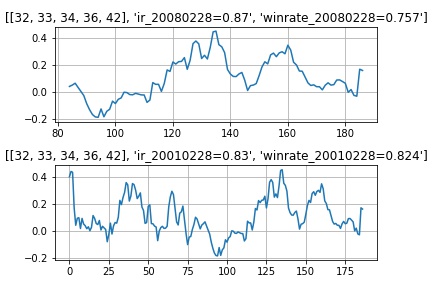 [[32, 33, 34, 36, 42], 'ir_20080228=0.87', 'winrate_20080228=0.757']
0.4
0.2
0.0
−0.2
80 100 120 140 160 180
[[32, 33, 34, 36, 42], 'ir_20010228=0.83', 'winrate_20010228=0.824']
0.4
0.2
0.0
−0.2
0 25 50 75 100 125 150 175